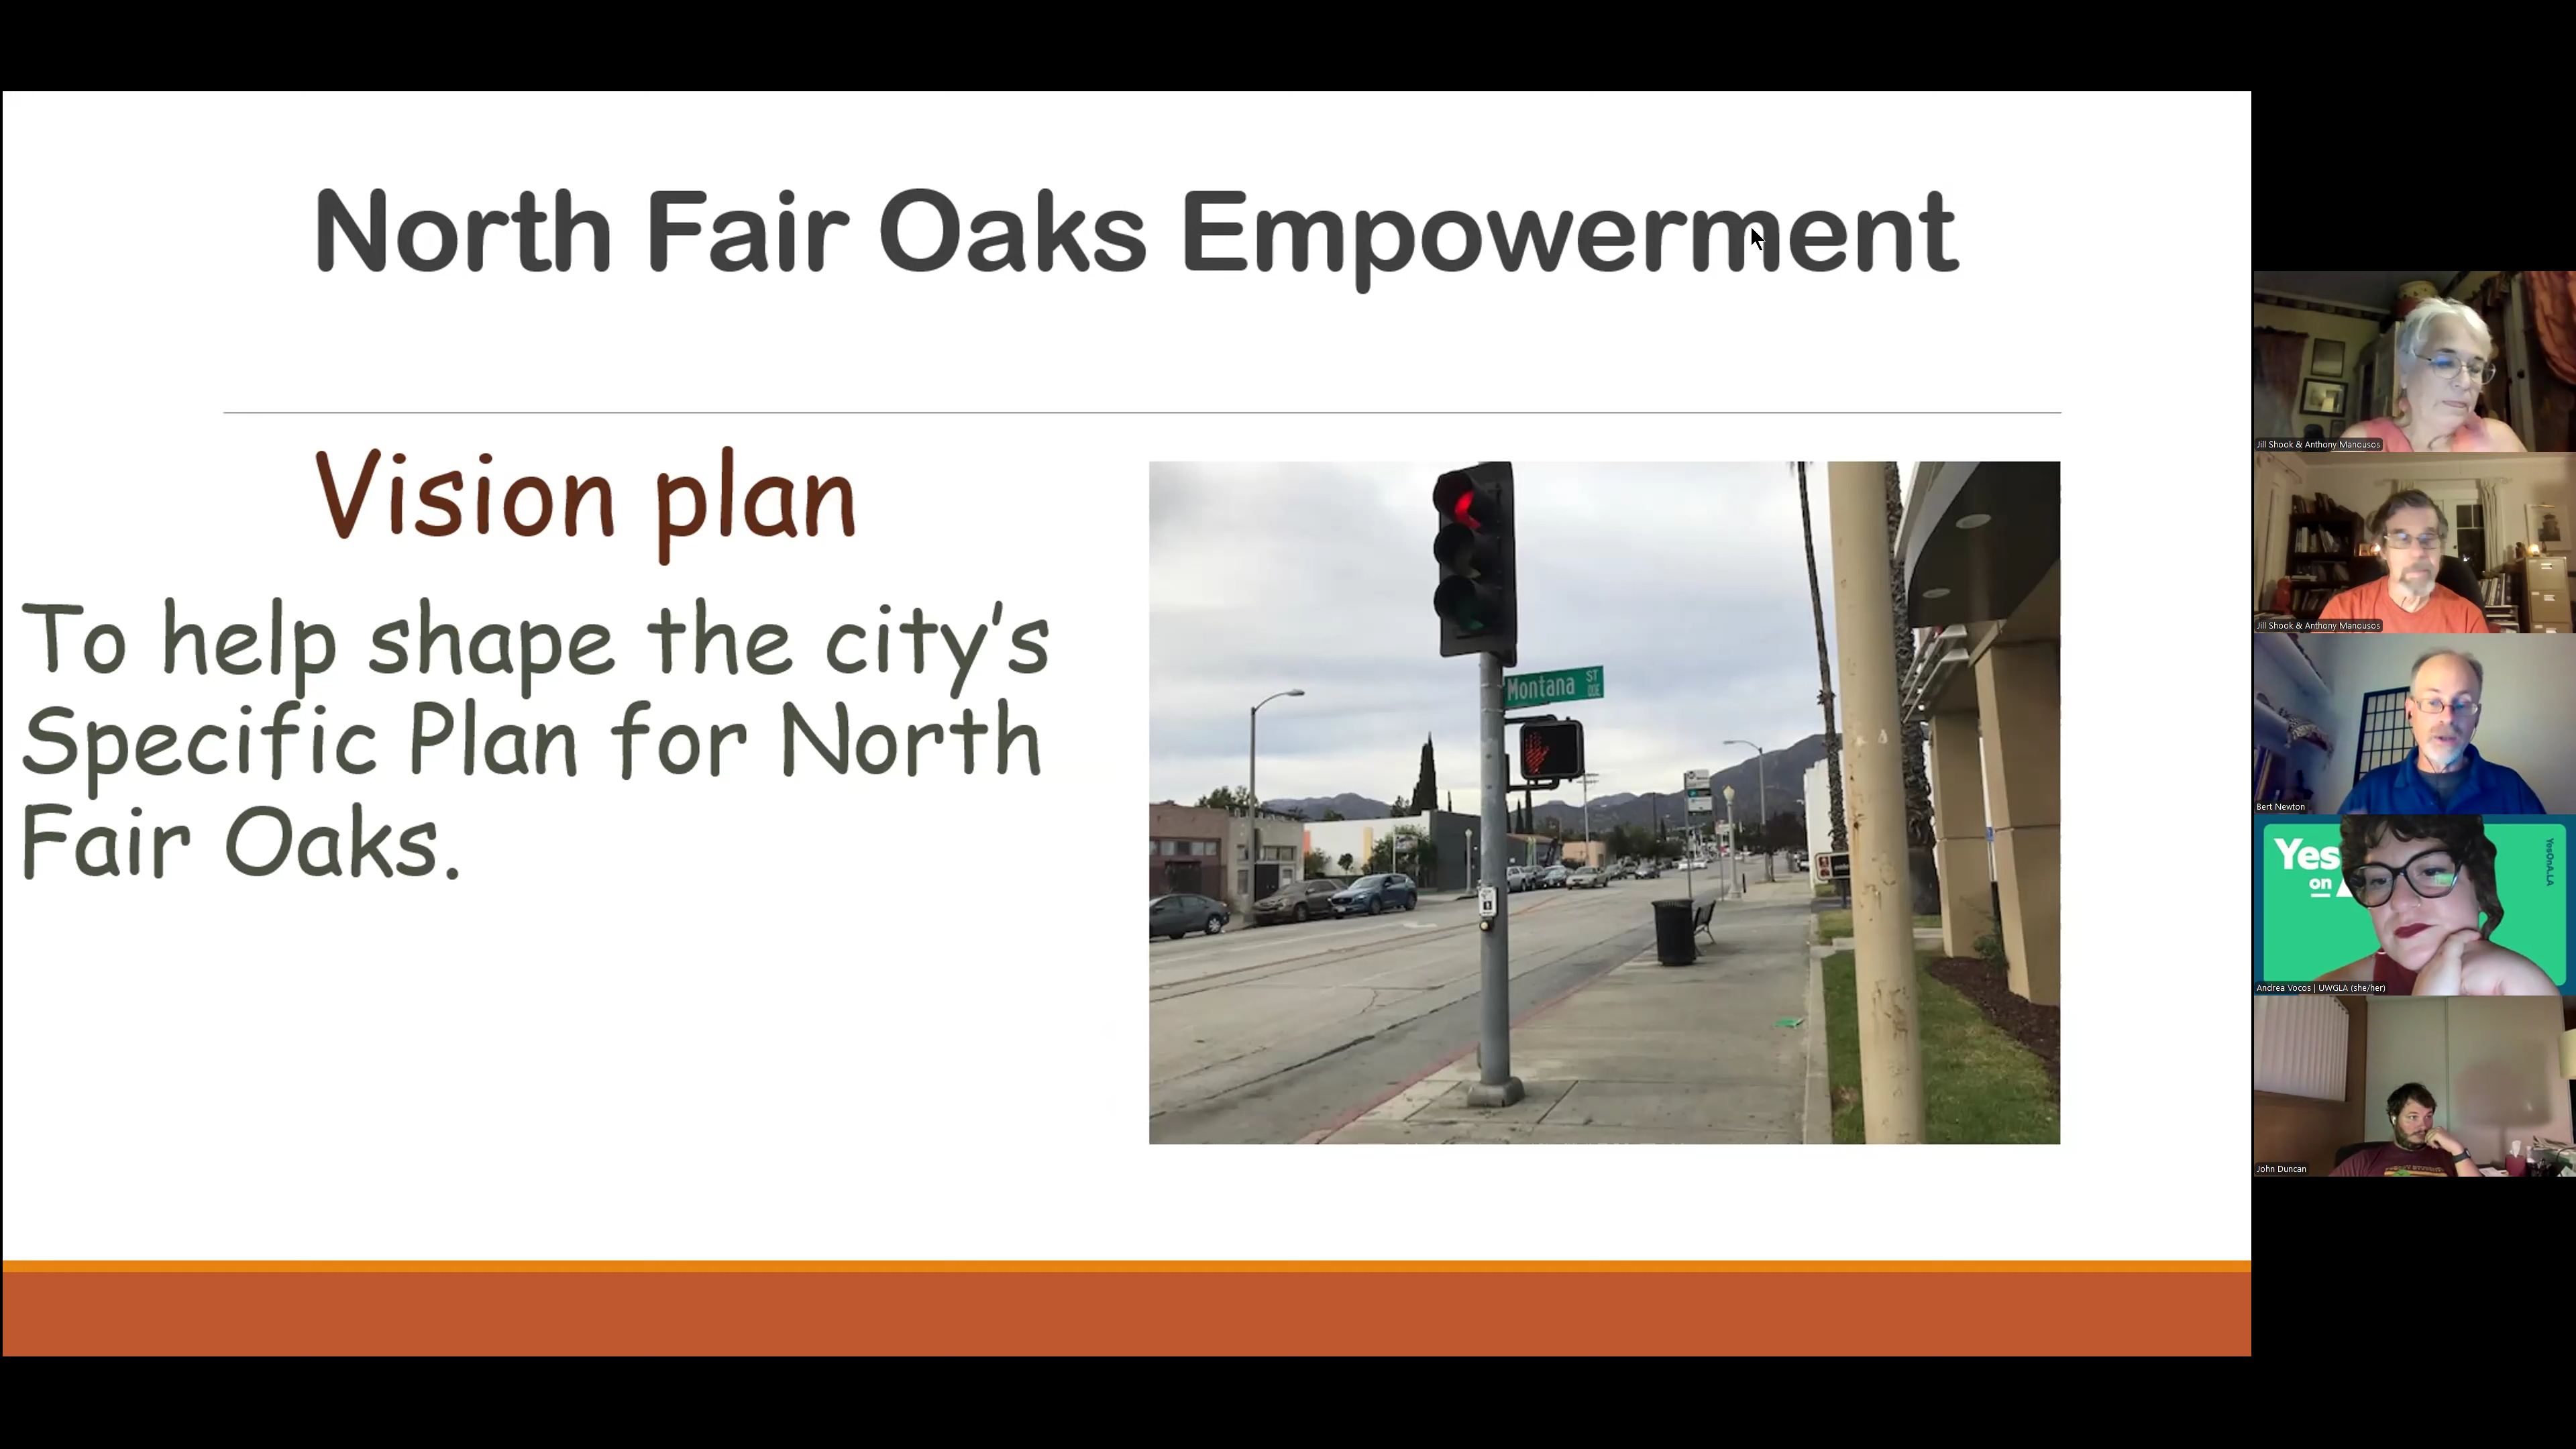 North Fair Oaks Empowerment
Vision plan
To help shape the city's
Specific Plan for North
Fair Oaks.
Montana ST
Jill Shook & Anthony Manousos
Jill Shook & Anthony Manousos
Bert Newton
Yes
on
YesOnA.LA
Andrea Vocos | UWGLA (she/her)
John Duncan